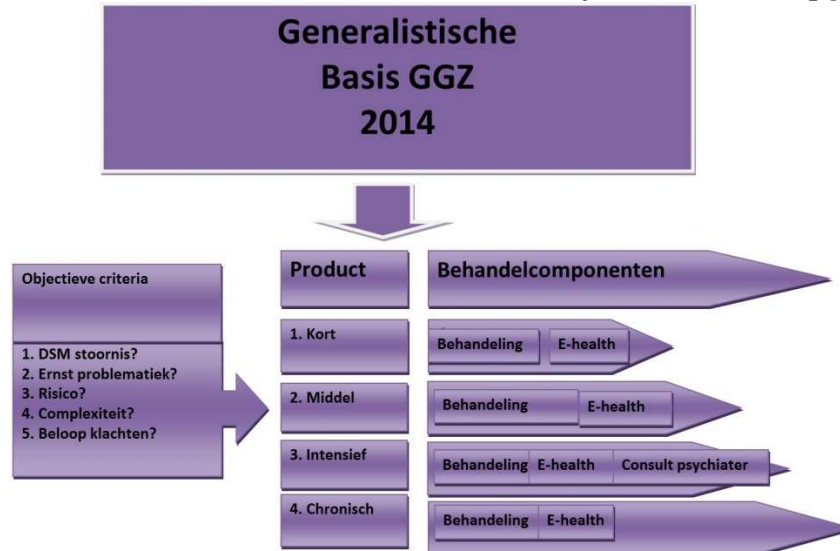 Generalistische
Basis GGZ
2014
Objectieve criteria
1. DSM stoornis?
2. Ernst problematiek?
3. Risico?
4. Complexiteit?
5. Beloop klachten?
Product
Behandelcomponenten
1. Kort
Behandeling
E-health
2. Middel
Behandeling
E-health
3. Intensief
Behandeling
E-health
Consult psychiater
4. Chronisch
Behandeling
E-health